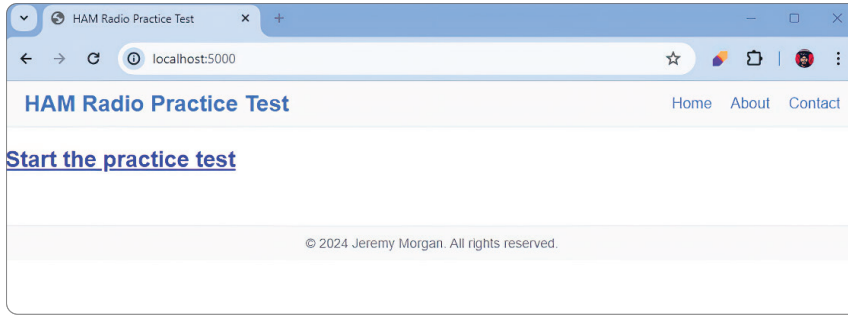 HAM Radio Practice Test
localhost:5000
HAM Radio Practice Test Home About Contact
Start the practice test
© 2024 Jeremy Morgan. All rights reserved.